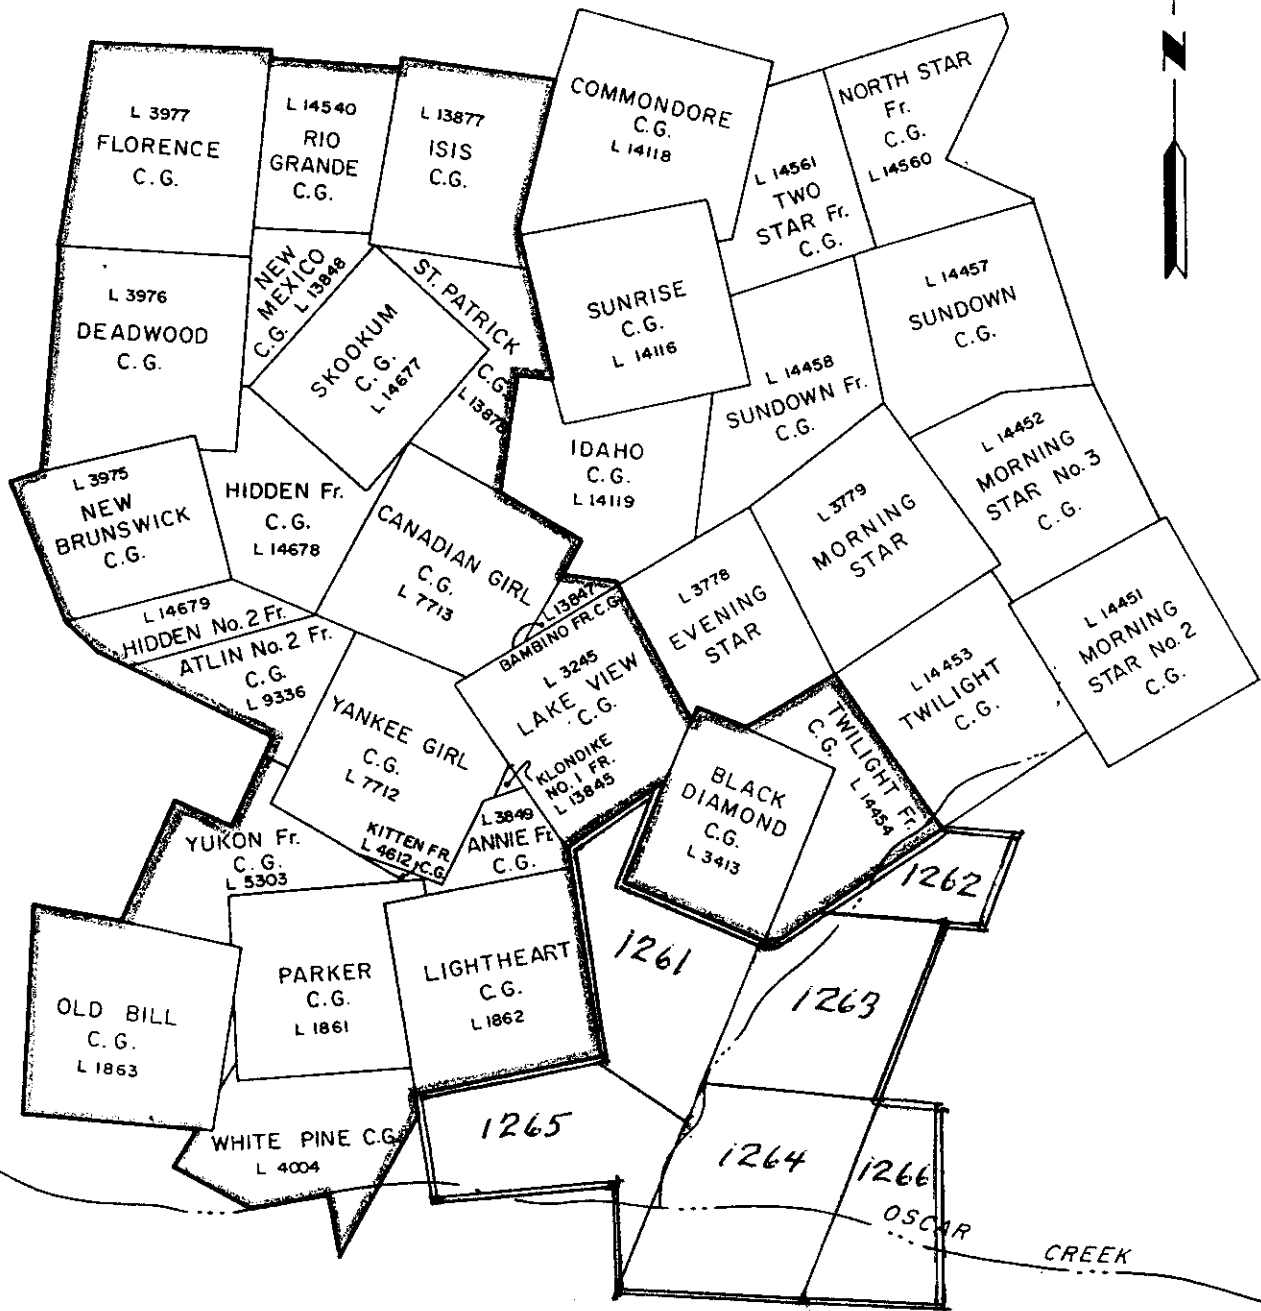 N
COMMONDORE
C.G.
L 14118
NORTH STAR
Fr.
C.G.
L 14560
L 3977
FLORENCE
C.G.
L 14540
RIO
GRANDE
C.G.
L 13877
ISIS
C.G.
L 14561
TWO
STAR Fr.
C.G.
L 3976
DEADWOOD
C.G.
NEW
MEXICO
C.G. L 13848
ST. PATRICK
C.G.
L 13878
SKOOKUM
C.G.
L 14677
SUNRISE
C.G.
L 14116
L 14457
SUNDOWN
C.G.
L 14458
SUNDOWN Fr.
C.G.
L 14452
MORNING
STAR No. 3
C.G.
L 3975
NEW
BRUNSWICK
C.G.
HIDDEN Fr.
C.G.
L 14678
CANADIAN GIRL
C.G.
L 7713
IDAHO
C.G.
L 14119
L 3779
MORNING
STAR
L 3778
EVENING
STAR
L 14451
MORNING
STAR No. 2
C.G.
L 14679
HIDDEN No. 2 Fr.
ATLIN No. 2 Fr.
C.G.
L 9336
L 13847
BAMBINO FR. C.G.
L 3245
LAKE VIEW
C.G.
KLONDIKE
NO. 1 FR.
L 13845
L 14453
TWILIGHT
C.G.
TWILIGHT Fr.
C.G. L 14454
YANKEE GIRL
C.G.
L 7712
KITTEN FR.
L 4612 C.G.
L 3849
ANNIE Fr.
C.G.
BLACK
DIAMOND
C.G.
L 3413
YUKON Fr.
C.G.
L 5303
1262
OLD BILL
C.G.
L 1863
PARKER
C.G.
L 1861
LIGHTHEART
C.G.
L 1862
1261
1263
WHITE PINE C.G.
L 4004
1265
1264
1266
OSCAR
CREEK